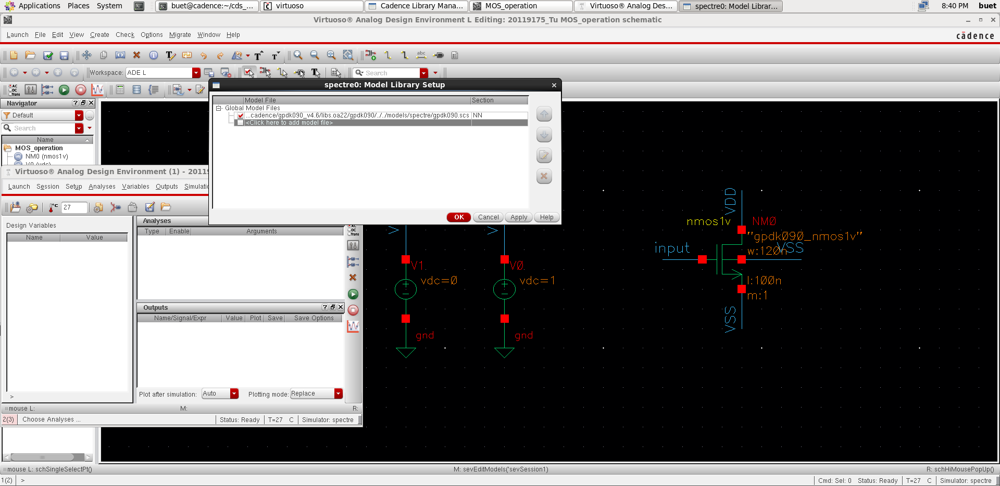 Applications Places System
buet@cadence:~/cds_...
virtuoso
Cadence Library Mana...
MOS_operation
Virtuoso® Analog Des...
spectre0: Model Librar...
8:40 PM buet
Virtuoso® Analog Design Environment L Editing: 20119175_Tu MOS_operation schematic
Launch File Edit View Create Check Options Migrate Window Help
cādence
Workspace: ADE L
Search
AC
DC
Trans
spectre0: Model Library Setup
Model File Section
Global Model Files
...cadence/gpdk090_v4.6/libs.oa22/gpdk090/../../models/spectre/gpdk090.scs NN
<Click here to add model file>
OK Cancel Apply Help
Navigator
Default
Search
Name
MOS_operation
NM0 (nmos1v)
V0 (vdc)
Virtuoso® Analog Design Environment (1) - 2011
Launch Session Setup Analyses Variables Outputs Simulati
°C 27
Design Variables
Name Value
>
Analyses
Type Enable Arguments
AC
DC
Trans
Outputs
Name/Signal/Expr Value Plot Save Save Options
Plot after simulation: Auto Plotting mode: Replace
mouse L: M: R:
2(3) Choose Analyses ... Status: Ready T=27 C Simulator: spectre
V1
vdc=0
gnd
V0
vdc=1
gnd
VDD
nmos1v NM0
"gpdk090_nmos1v"
input
w:120n
VSS
l:100n
m:1
VSS
mouse L: schSingleSelectPt() M: sevEditModels('sevSession1) R: schHiMousePopUp()
1(2) > Cmd: Sel: 0 Status: Ready T=27 C Simulator: spectre